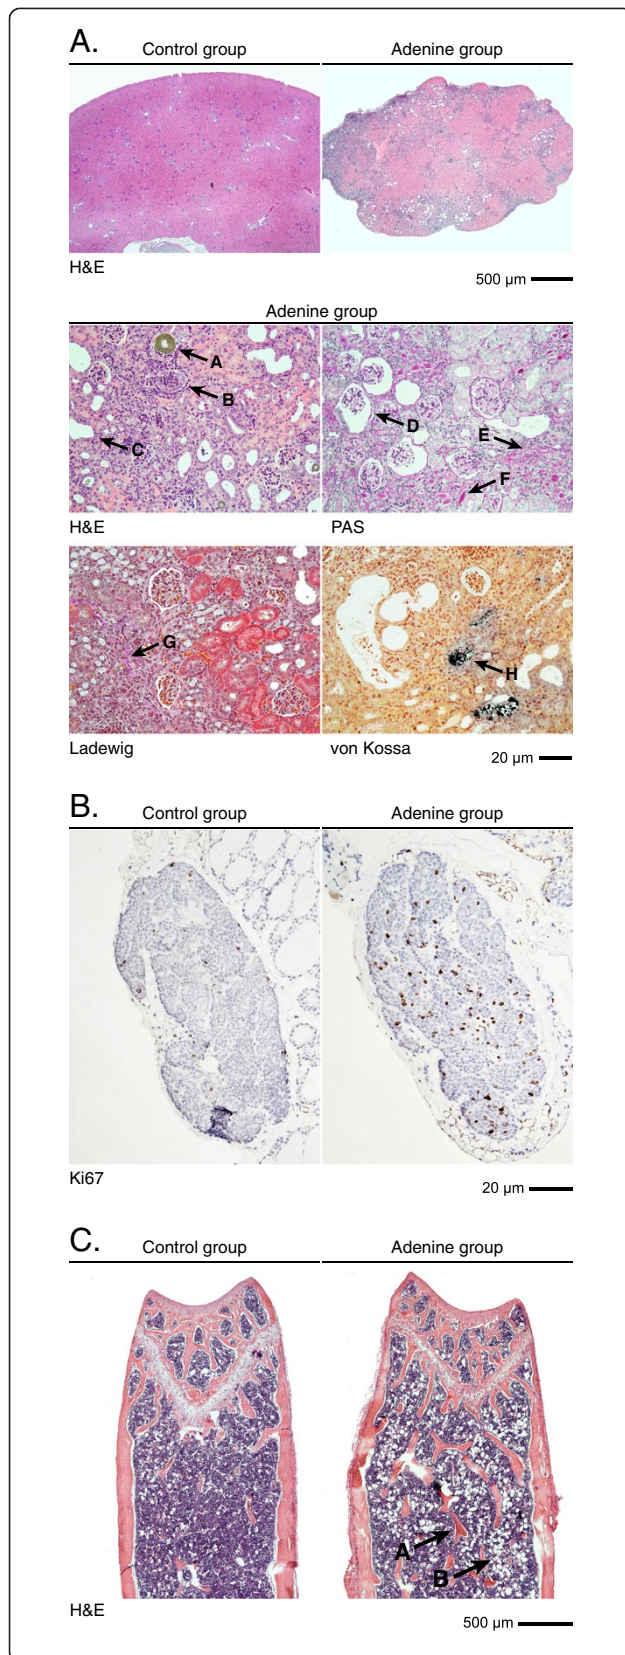 A.
Control group Adenine group
H&E
500 µm
Adenine group
A
B
C
D
E
F
H&E PAS
G
H
Ladewig von Kossa
20 µm
B.
Control group Adenine group
Ki67
20 µm
C.
Control group Adenine group
A
B
H&E
500 µm